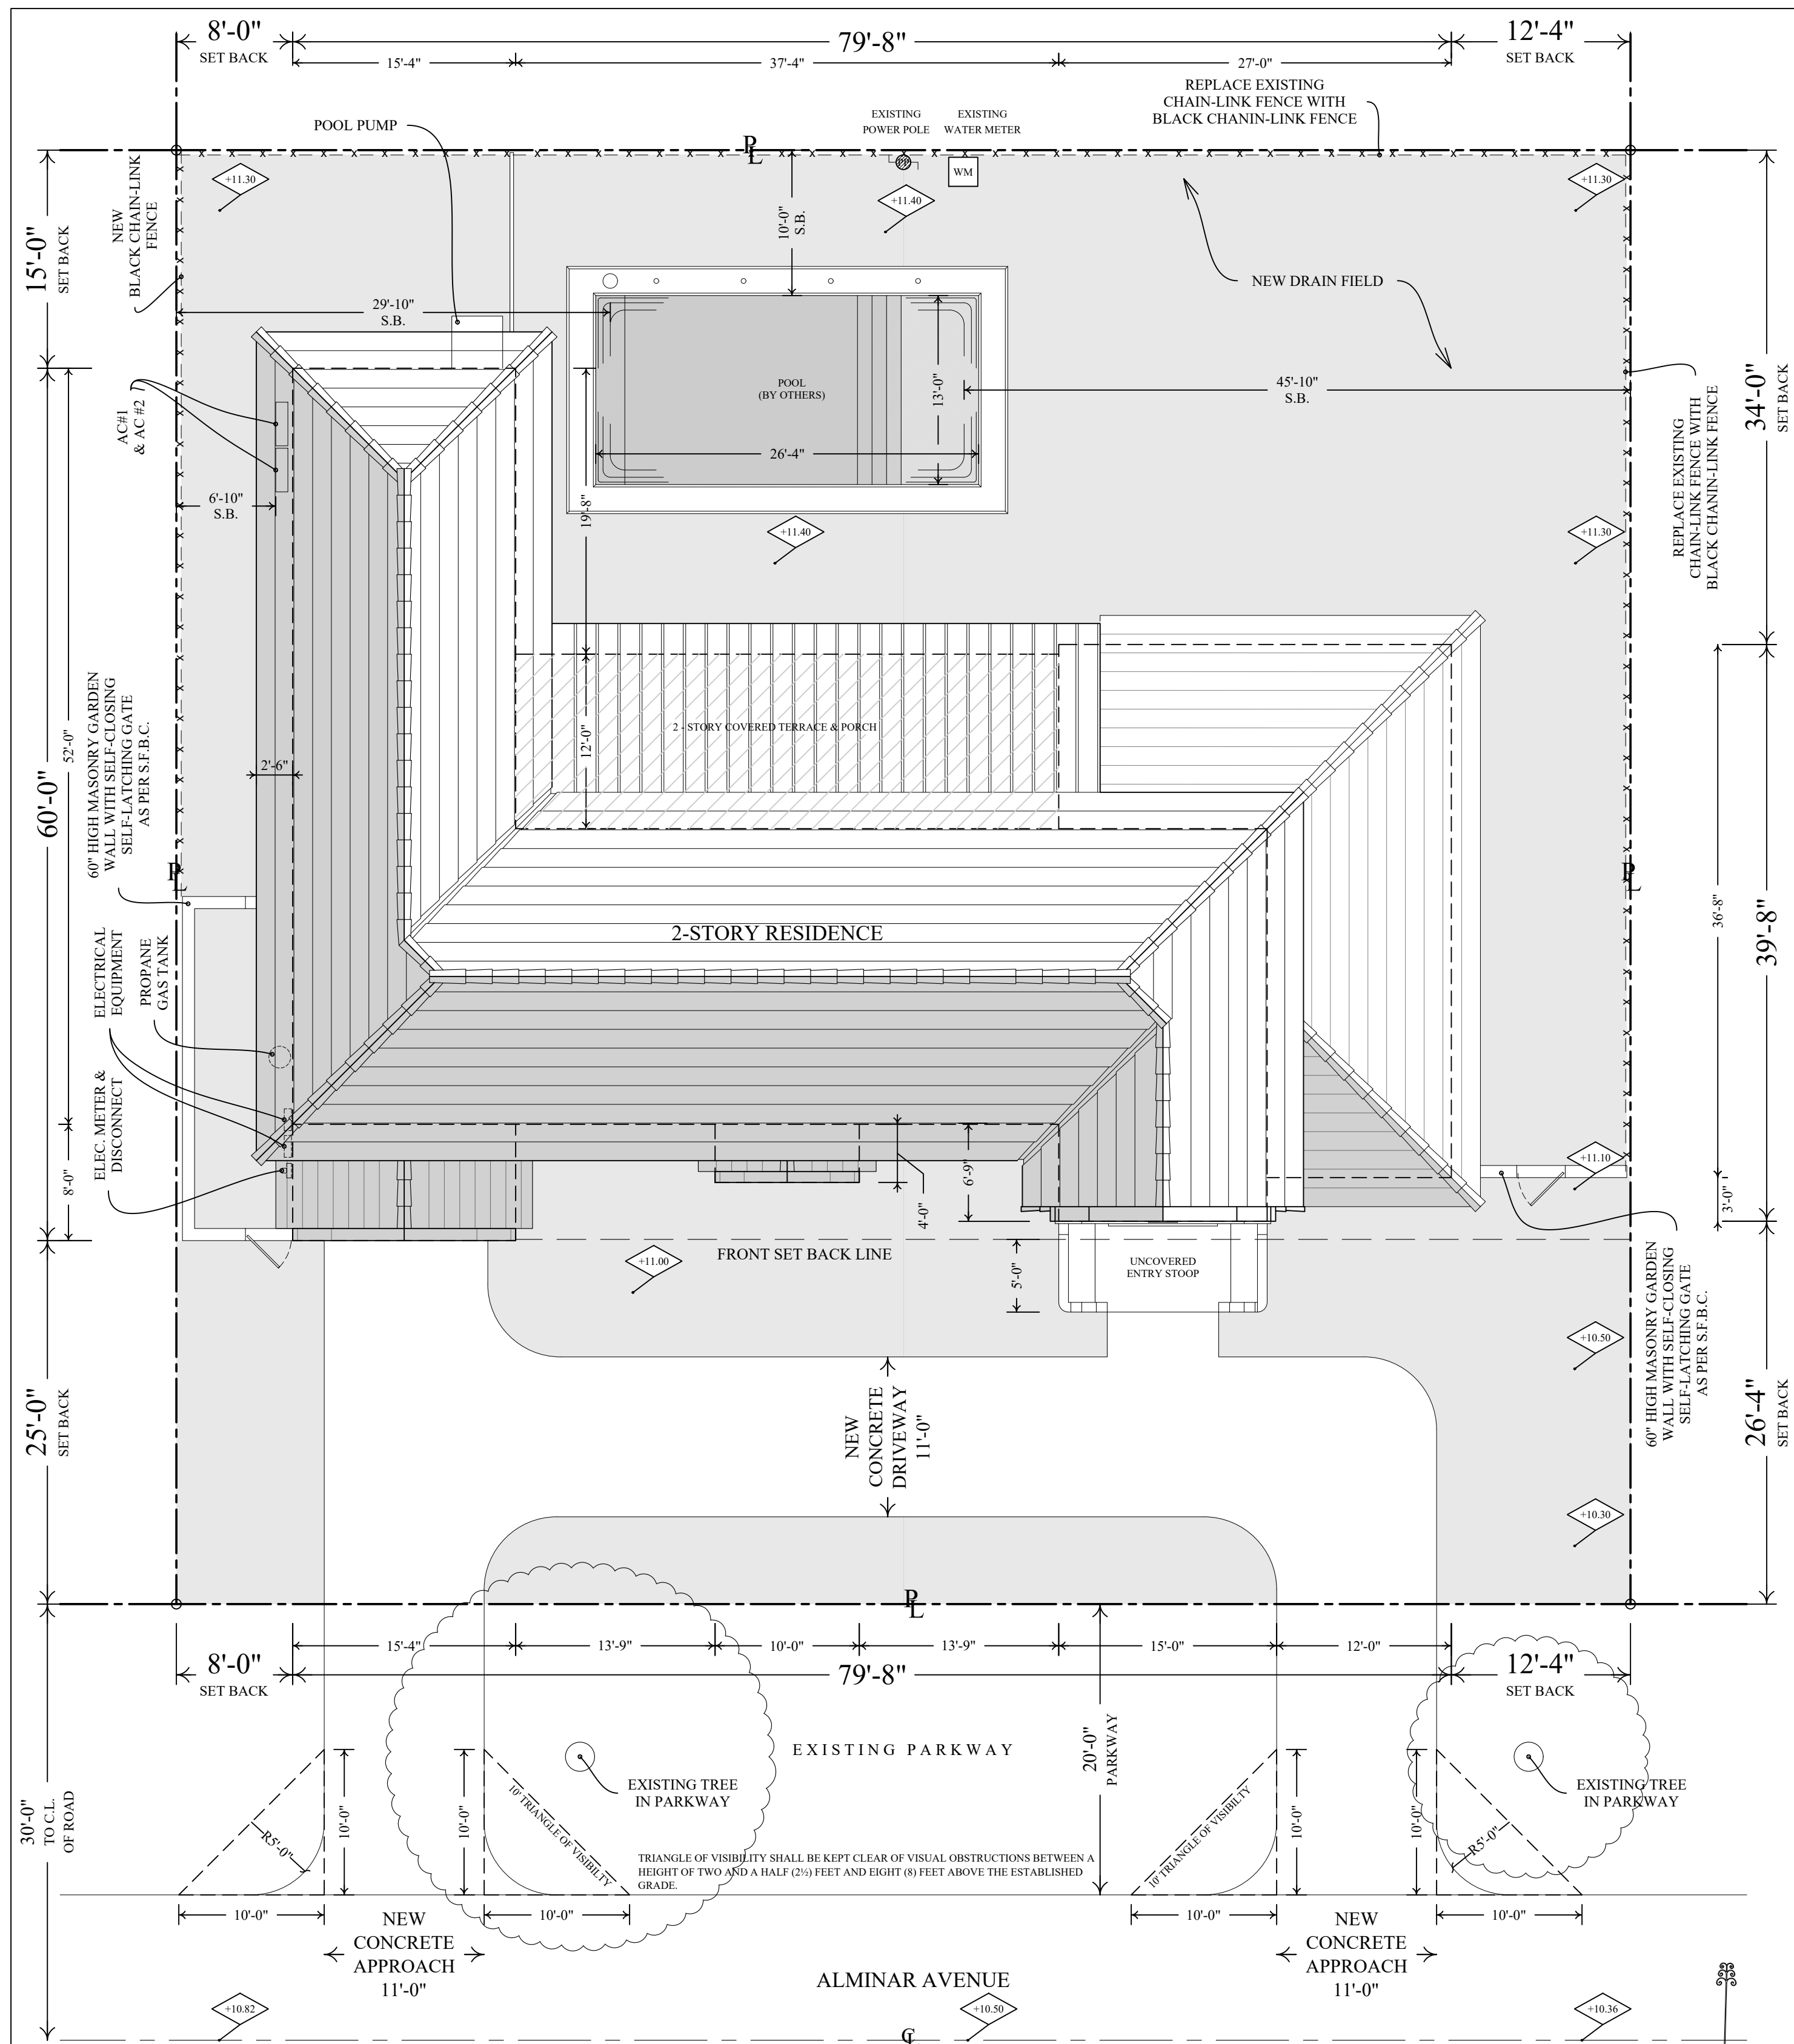 8'-0"
SET BACK
79'-8"
12'-4"
SET BACK
15'-4"
37'-4"
27'-0"
REPLACE EXISTING
CHAIN-LINK FENCE WITH
BLACK CHANIN-LINK FENCE
POOL PUMP
EXISTING
POWER POLE
EXISTING
WATER METER
PL
PP
WM
NEW
BLACK CHAIN-LINK
FENCE
+11.30
+11.40
+11.30
10'-0"
S.B.
15'-0"
SET BACK
NEW DRAIN FIELD
29'-10"
S.B.
POOL
(BY OTHERS)
13'-0"
26'-4"
45'-10"
S.B.
34'-0"
SET BACK
AC#1
& AC #2
6'-10"
S.B.
19'-8"
+11.40
+11.30
REPLACE EXISTING
CHAIN-LINK FENCE WITH
BLACK CHANIN-LINK FENCE
60" HIGH MASONRY GARDEN
WALL WITH SELF-CLOSING
SELF-LATCHING GATE
AS PER S.F.B.C.
52'-0"
60'-0"
2'-6"
12'-0"
2 - STORY COVERED TERRACE & PORCH
PL
PL
2-STORY RESIDENCE
36'-8"
39'-8"
ELECTRICAL
EQUIPMENT
PROPANE
GAS TANK
ELEC. METER &
DISCONNECT
8'-0"
4'-0"
6'-9"
+11.10
3'-0"
FRONT SET BACK LINE
+11.00
5'-0"
UNCOVERED
ENTRY STOOP
60" HIGH MASONRY GARDEN
WALL WITH SELF-CLOSING
SELF-LATCHING GATE
AS PER S.F.B.C.
+10.50
25'-0"
SET BACK
NEW
CONCRETE
DRIVEWAY
11'-0"
26'-4"
SET BACK
+10.30
PL
15'-4"
13'-9"
10'-0"
13'-9"
15'-0"
12'-0"
8'-0"
SET BACK
79'-8"
12'-4"
SET BACK
20'-0"
PARKWAY
EXISTING PARKWAY
EXISTING TREE
IN PARKWAY
EXISTING TREE
IN PARKWAY
30'-0"
TO C.L.
OF ROAD
R5'-0"
10'-0"
10'-0"
10' TRIANGLE OF VISIBILTY
10' TRIANGLE OF VISIBILTY
10'-0"
10'-0"
R5'-0"
TRIANGLE OF VISIBILITY SHALL BE KEPT CLEAR OF VISUAL OBSTRUCTIONS BETWEEN A
HEIGHT OF TWO AND A HALF (2½) FEET AND EIGHT (8) FEET ABOVE THE ESTABLISHED
GRADE.
10'-0"
10'-0"
10'-0"
10'-0"
NEW
CONCRETE
APPROACH
11'-0"
NEW
CONCRETE
APPROACH
11'-0"
ALMINAR AVENUE
+10.82
+10.50
+10.36
CL